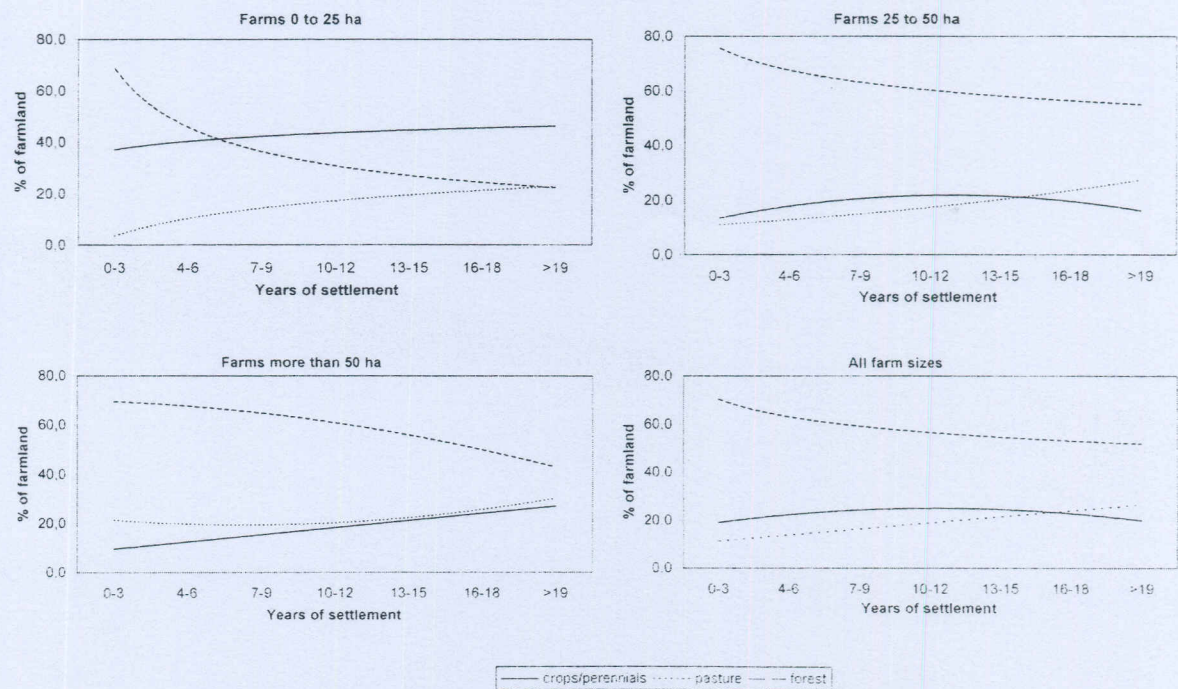 Farms 0 to 25 ha
80.0
60.0
40.0
20.0
0.0
% of farmland
0-3 4-6 7-9 10-12 13-15 16-18 >19
Years of settlement
Farms 25 to 50 ha
80.0
60.0
40.0
20.0
0.0
% of farmland
0-3 4-6 7-9 10-12 13-15 16-18 >19
Years of settlement
Farms more than 50 ha
80,0
60,0
40,0
20,0
0,0
% of farmland
0-3 4-6 7-9 10-12 13-15 16-18 >19
Years of settlement
All farm sizes
80.0
60.0
40.0
20.0
0.0
% of farmland
0-3 4-6 7-9 10-12 13-15 16-18 >19
Years of settlement
crops/perennials pasture forest